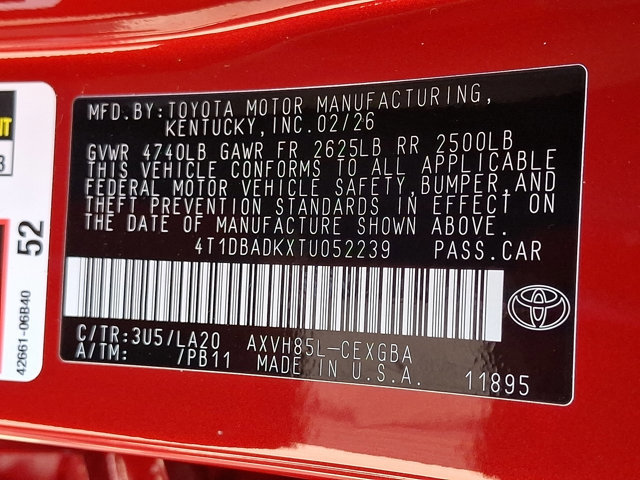 MFD.BY:TOYOTA MOTOR MANUFACTURING,
KENTUCKY,INC.02/26
GVWR 4740LB GAWR FR 2625LB RR 2500LB
THIS VEHICLE CONFORMS TO ALL APPLICABLE
FEDERAL MOTOR VEHICLE SAFETY,BUMPER,AND
THEFT PREVENTION STANDARDS IN EFFECT ON
THE DATE OF MANUFACTURE SHOWN ABOVE.
4T1DBADKXTU052239 PASS.CAR
C/TR:3U5/LA20 AXVH85L-CEXGBA
A/TM: /PB11 MADE IN U.S.A. 11895
52
42661-06B40